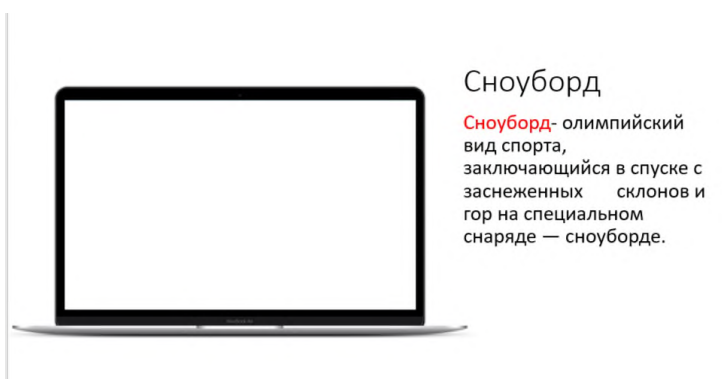 Сноуборд
Сноуборд- олимпийский
вид спорта,
заключающийся в спуске с
заснеженных склонов и
гор на специальном
снаряде — сноуборде.